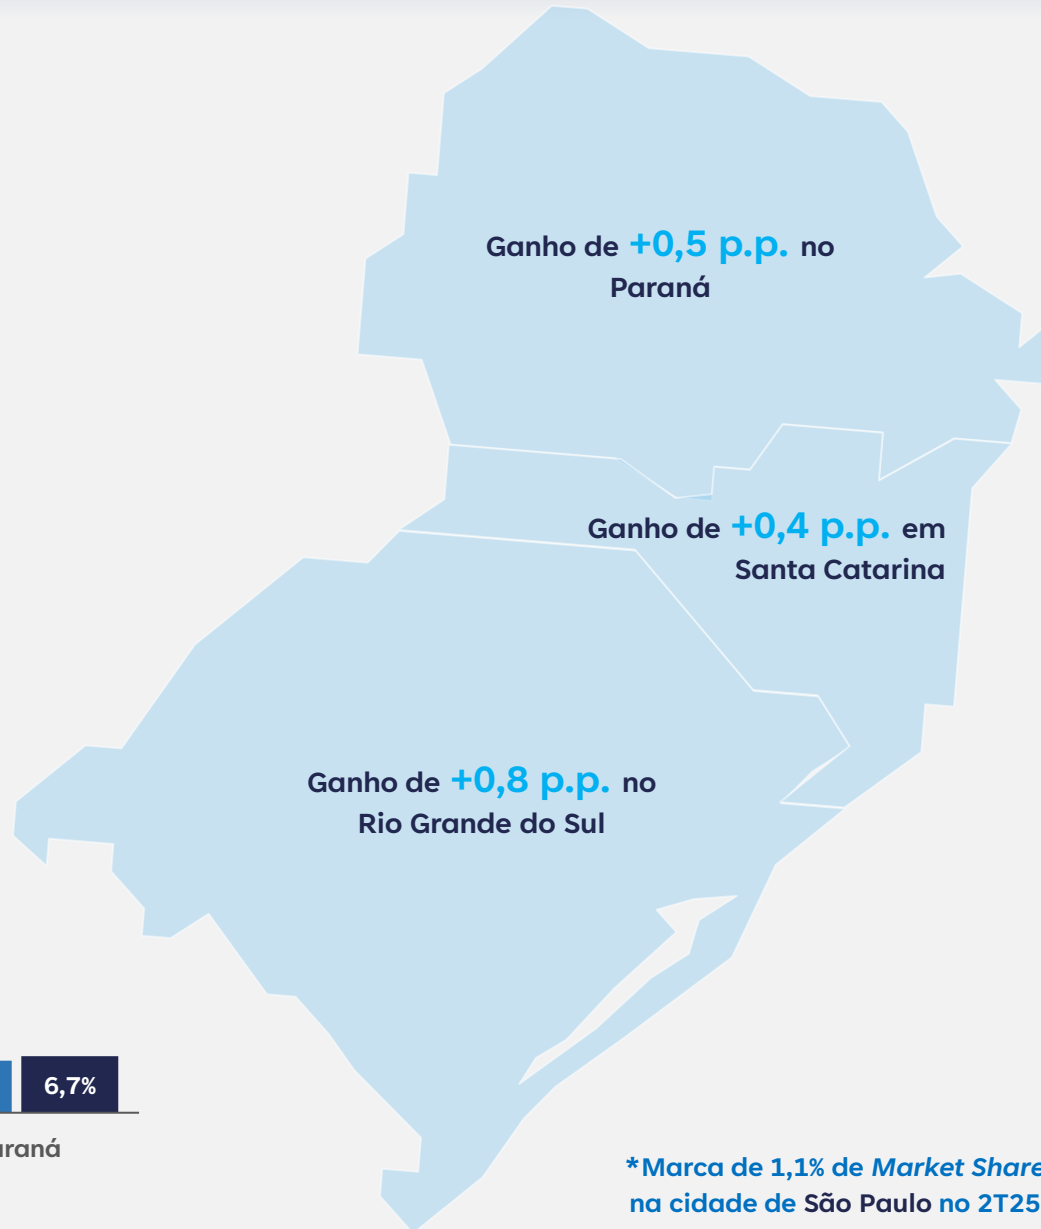 Ganho de +0,5 p.p. no
Paraná
Ganho de +0,4 p.p. em
Santa Catarina
Ganho de +0,8 p.p. no
Rio Grande do Sul
6,7%
araná
*Marca de 1,1% de Market Share
na cidade de São Paulo no 2T25